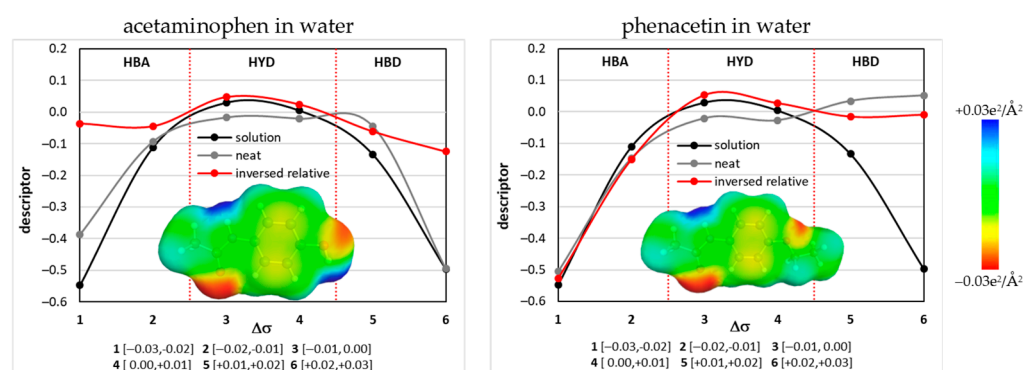 acetaminophen in water
0.2
0.1
0.0
−0.1
−0.2
−0.3
−0.4
−0.5
−0.6
descriptor
HBA
HYD
HBD
solution
neat
inversed relative
1 2 3 4 5 6
Δσ
1 [−0.03,-0.02] 2 [−0.02,-0.01] 3 [−0.01, 0.00]
4 [ 0.00,+0.01] 5 [+0.01,+0.02] 6 [+0.02,+0.03]
phenacetin in water
0.2
0.1
0.0
−0.1
−0.2
−0.3
−0.4
−0.5
−0.6
descriptor
HBA
HYD
HBD
solution
neat
inversed relative
1 2 3 4 5 6
Δσ
1 [−0.03,-0.02] 2 [−0.02,-0.01] 3 [−0.01, 0.00]
4 [ 0.00,+0.01] 5 [+0.01,+0.02] 6 [+0.02,+0.03]
+0.03e²/Å²
−0.03e²/Å²